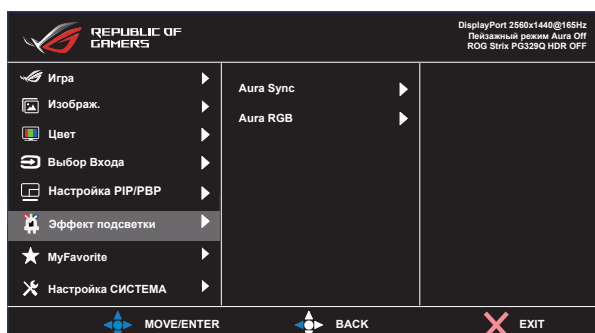 REPUBLIC OF
GAMERS
DisplayPort 2560x1440@165Hz
Пейзажный режим Aura Off
ROG Strix PG329Q HDR OFF
Игра
Изображ.
Цвет
Выбор Входа
Настройка PIP/PBP
Эффект подсветки
MyFavorite
Настройка СИСТЕМА
Aura Sync
Aura RGB
MOVE/ENTER
BACK
EXIT